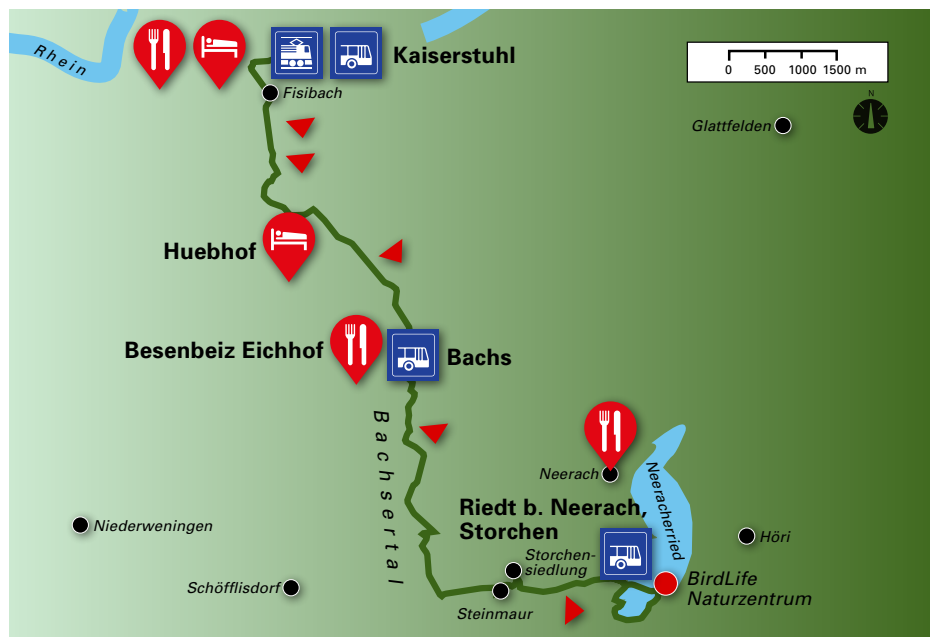 Rhein
Kaiserstuhl
Fisibach
0 500 1000 1500 m
N
Glattfelden
Huebhof
Besenbeiz Eichhof
Bachs
Bachsertal
Neerach
Neeracherried
Riedt b. Neerach,
Storchen
Niederweningen
Höri
Storchen-
siedlung
Schöfflisdorf
Steinmaur
BirdLife
Naturzentrum